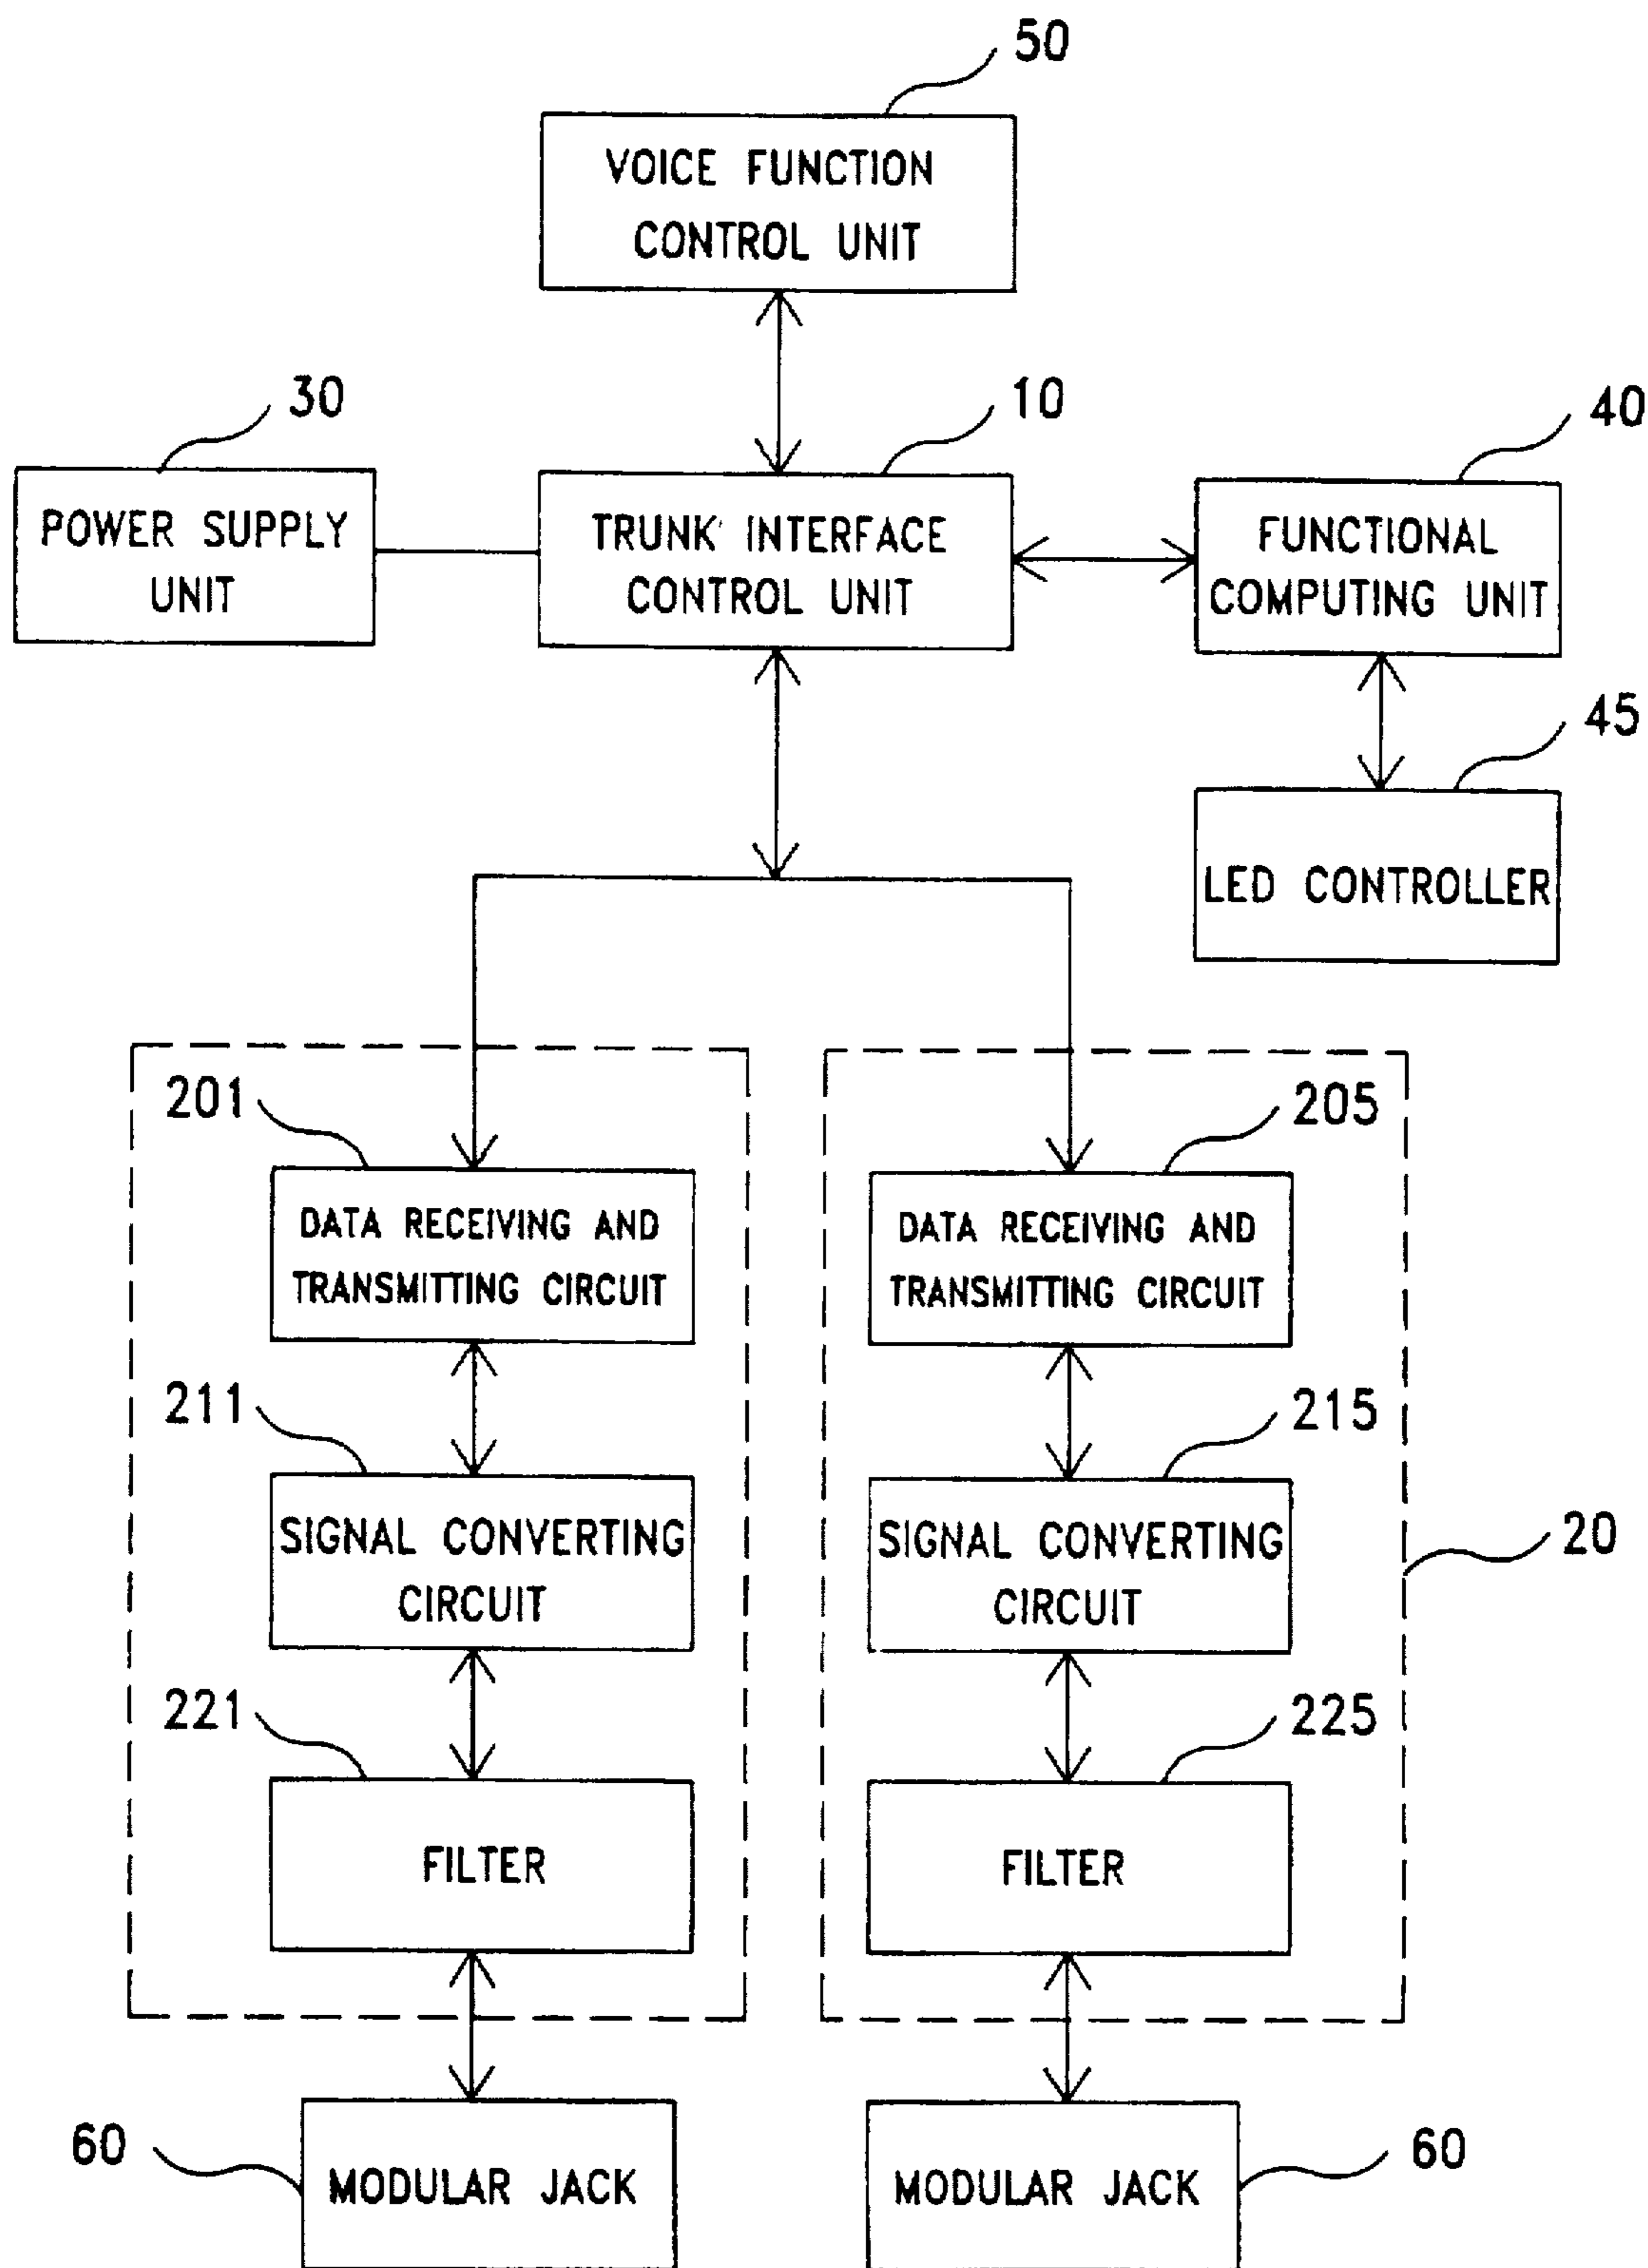 50
VOICE FUNCTION
CONTROL UNIT
30
10
40
POWER SUPPLY
UNIT
TRUNK INTERFACE
CONTROL UNIT
FUNCTIONAL
COMPUTING UNIT
45
LED CONTROLLER
201
205
DATA RECEIVING AND
TRANSMITTING CIRCUIT
DATA RECEIVING AND
TRANSMITTING CIRCUIT
211
215
SIGNAL CONVERTING
CIRCUIT
SIGNAL CONVERTING
CIRCUIT
20
221
225
FILTER
FILTER
60
MODULAR JACK
MODULAR JACK
60